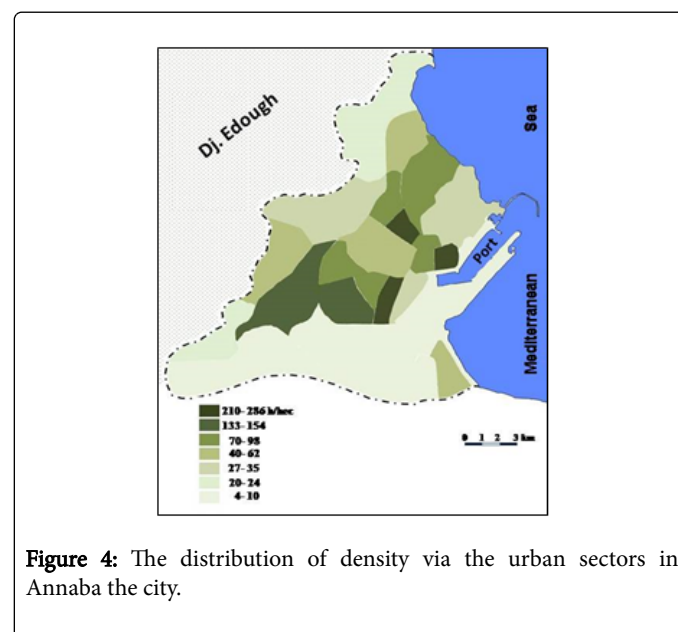 Dj. Edough
Sea
Port
Mediterranean
210- 286 h/hec
133- 154
70- 98
40- 62
27- 35
20- 24
4- 10
0 1 2 3 km
Figure 4: The distribution of density via the urban sectors in
Annaba the city.